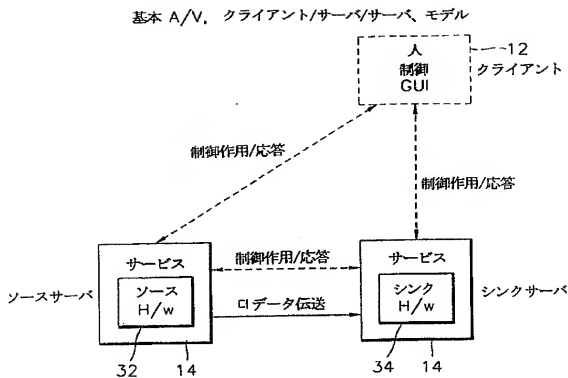 基本 A/V, クライアント/サーバ/サーバ、モデル
人
制御
GUI
12
クライアント
制御作用/応答
制御作用/応答
サービス
ソース
H/w
ソースサーバ
32
14
制御作用/応答
データ伝送
サービス
シンク
H/w
シンクサーバ
34
14